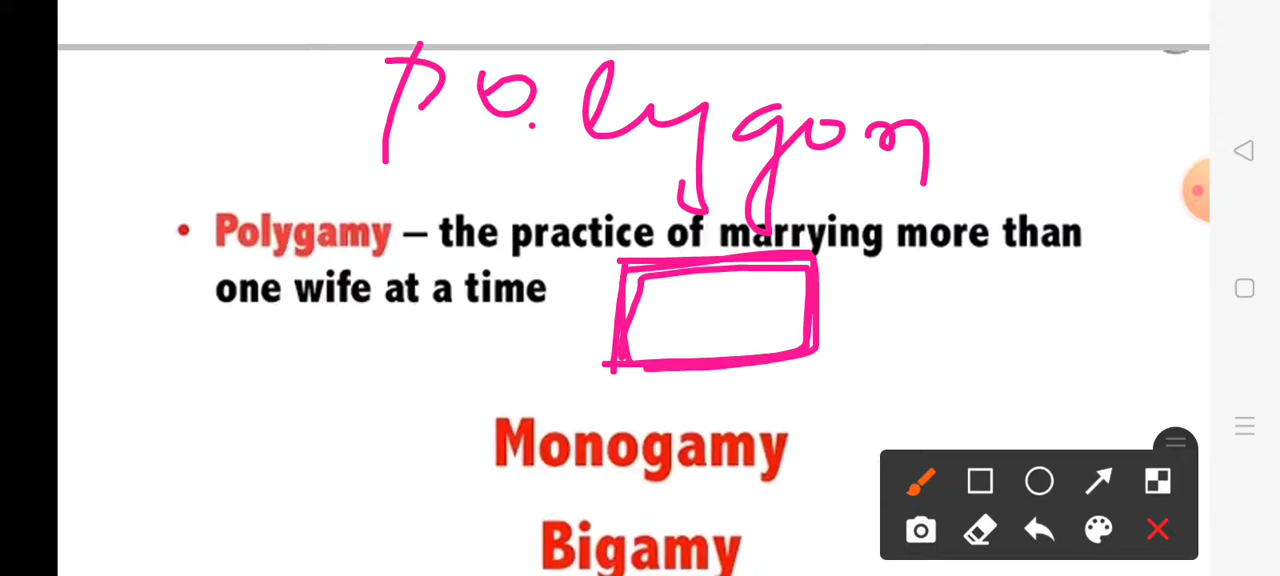 polygon
• Polygamy – the practice of marrying more than
one wife at a time
Monogamy
Bigamy